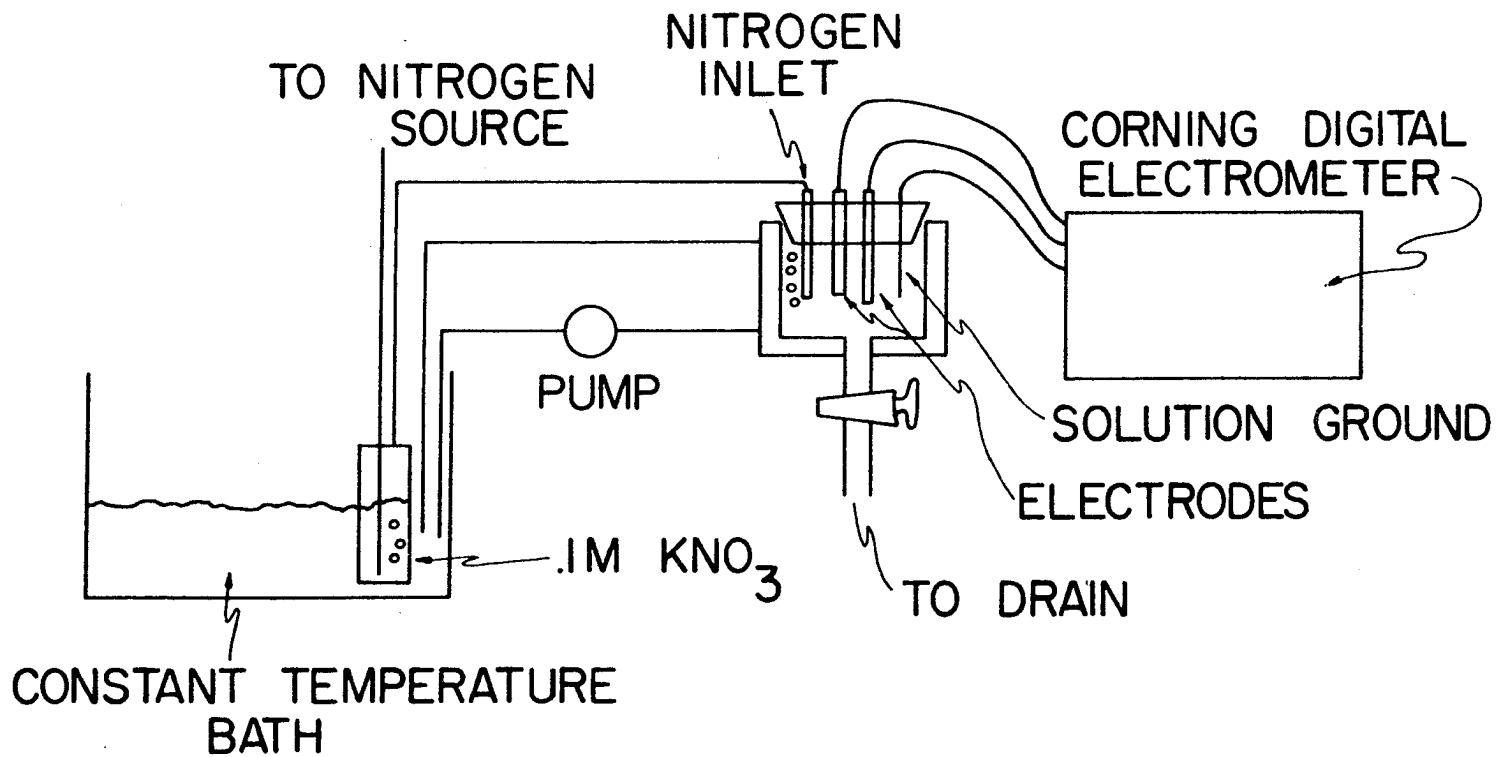 NITROGEN
INLET
TO NITROGEN
SOURCE
CORNING DIGITAL
ELECTROMETER
PUMP
SOLUTION GROUND
ELECTRODES
.1M KNO3
TO DRAIN
CONSTANT TEMPERATURE
BATH